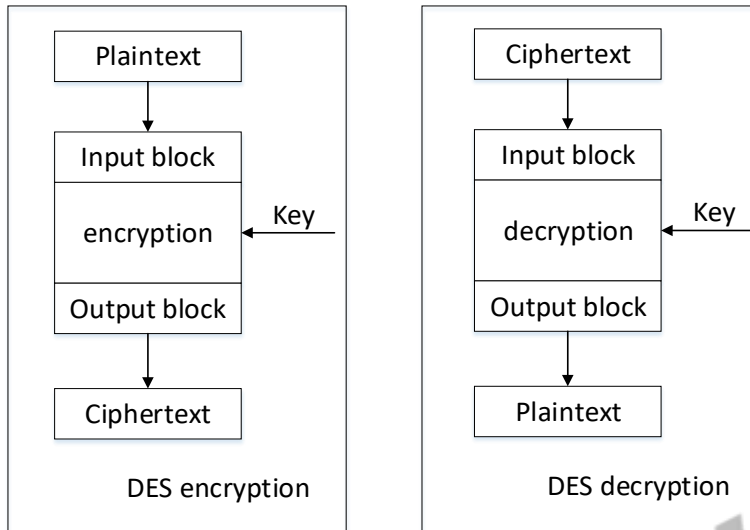 Plaintext
Input block
encryption
Key
Output block
Ciphertext
DES encryption
Ciphertext
Input block
decryption
Key
Output block
Plaintext
DES decryption